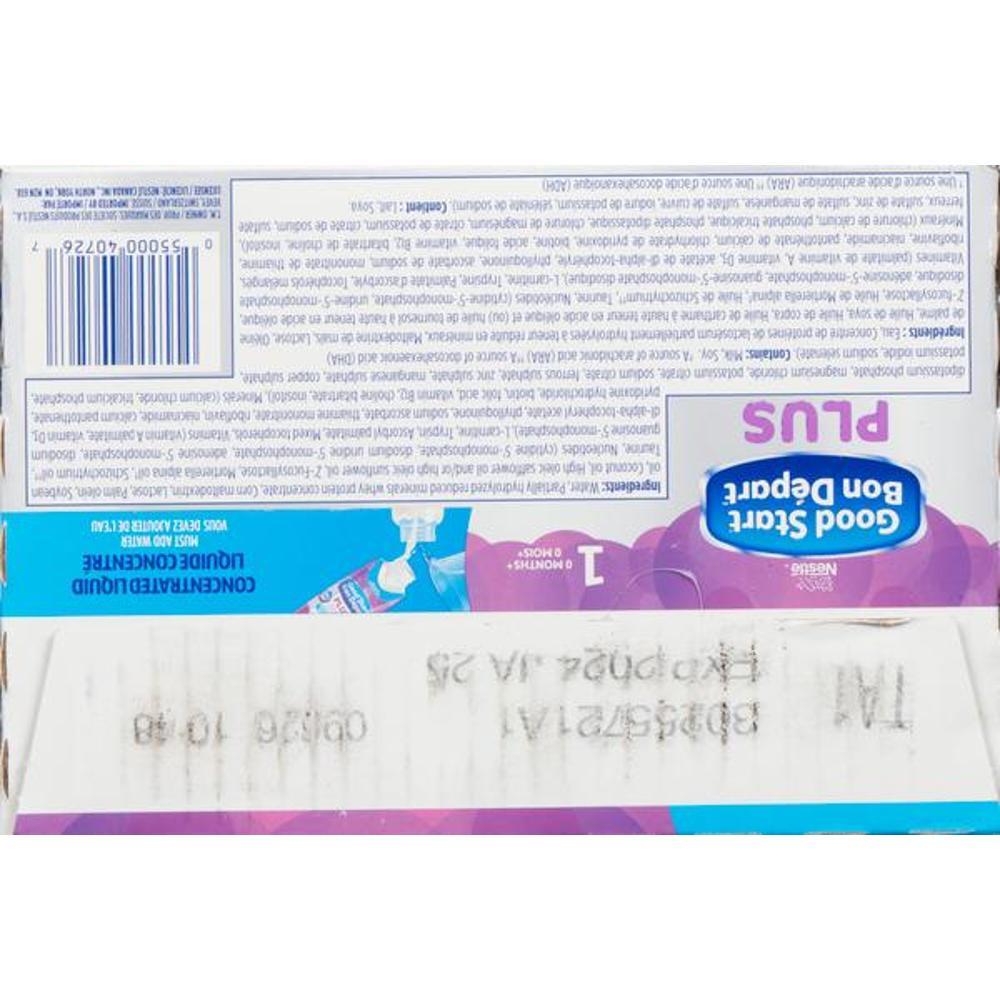 TA1
30255721A1
09:26 10:48
EXP 2024 JA 25
Nestlé
Good Start
Bon Départ
PLUS
1
0 MONTHS+
0 MOIS+
CONCENTRATED LIQUID
LIQUIDE CONCENTRÉ
MUST ADD WATER
VOUS DEVEZ AJOUTER DE L'EAU
Ingredients: Water, Partially hydrolyzed reduced minerals whey protein concentrate, Corn maltodextrin, Lactose, Palm olein, Soybean
oil, Coconut oil, High oleic safflower oil and/or high oleic sunflower oil, 2'-Fucosyllactose, Mortierella alpina oil*, Schizochytrium oil**,
Taurine, Nucleotides (cytidine 5'-monophosphate, disodium uridine 5'-monophosphate, adenosine 5'-monophosphate, disodium
guanosine 5'-monophosphate), L-carnitine, Trypsin, Ascorbyl palmitate, Mixed tocopherols, Vitamins (vitamin A palmitate, vitamin D3,
dl-alpha-tocopheryl acetate, phylloquinone, sodium ascorbate, thiamine mononitrate, riboflavin, niacinamide, calcium pantothenate,
pyridoxine hydrochloride, biotin, folic acid, vitamin B12, choline bitartrate, inositol), Minerals (calcium chloride, tricalcium phosphate,
dipotassium phosphate, magnesium chloride, potassium citrate, sodium citrate, ferrous sulphate, zinc sulphate, manganese sulphate, copper sulphate,
potassium iodide, sodium selenate). Contains: Milk, Soy. *A source of arachidonic acid (ARA) **A source of docosahexaenoic acid (DHA)
Ingrédients : Eau, Concentré de protéines de lactosérum partiellement hydrolysées à teneur réduite en minéraux, Maltodextrine de maïs, Lactose, Oléine
de palme, Huile de soya, Huile de copra, Huile de carthame à haute teneur en acide oléique et (ou) huile de tournesol à haute teneur en acide oléique,
2'-fucosyllactose, Huile de Mortierella alpina*, Huile de Schizochytrium**, Taurine, Nucléotides (cytidine-5'-monophosphate, uridine-5'-monophosphate
disodique, adénosine-5'-monophosphate, guanosine-5'-monophosphate disodique), L-carnitine, Trypsine, Palmitate d'ascorbyle, Tocophérols mélangés,
Vitamines (palmitate de vitamine A, vitamine D3, acétate de dl-alpha-tocophéryle, phylloquinone, ascorbate de sodium, mononitrate de thiamine,
riboflavine, niacinamide, pantothénate de calcium, chlorhydrate de pyridoxine, biotine, acide folique, vitamine B12, bitartrate de choline, inositol),
Minéraux (chlorure de calcium, phosphate tricalcique, phosphate dipotassique, chlorure de magnésium, citrate de potassium, citrate de sodium, sulfate
ferreux, sulfate de zinc, sulfate de manganèse, sulfate de cuivre, iodure de potassium, sélénate de sodium). Contient : Lait, Soya.
* Une source d'acide arachidonique (ARA) ** Une source d'acide docosahexanoïque (ADH)
0 55000 40726 7
T.M. OWNER: SOCIÉTÉ DES PRODUITS NESTLÉ S.A.,
VEVEY, SWITZERLAND / SUISSE. IMPORTED BY / IMPORTÉ PAR:
LICENSEE / LICENCIÉ: NESTLÉ CANADA INC., NORTH YORK, ON M2N 6S8.